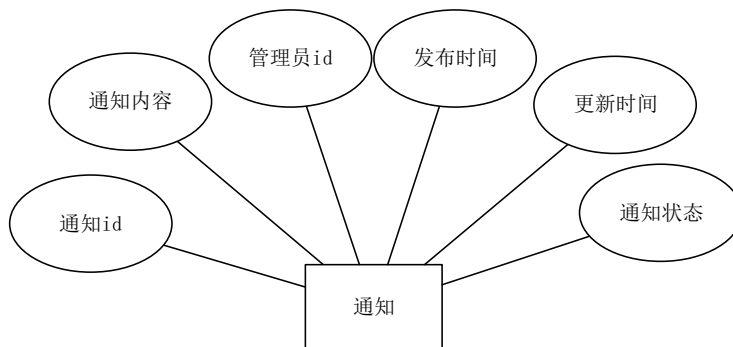 管理员id
发布时间
通知内容
更新时间
通知id
通知状态
通知